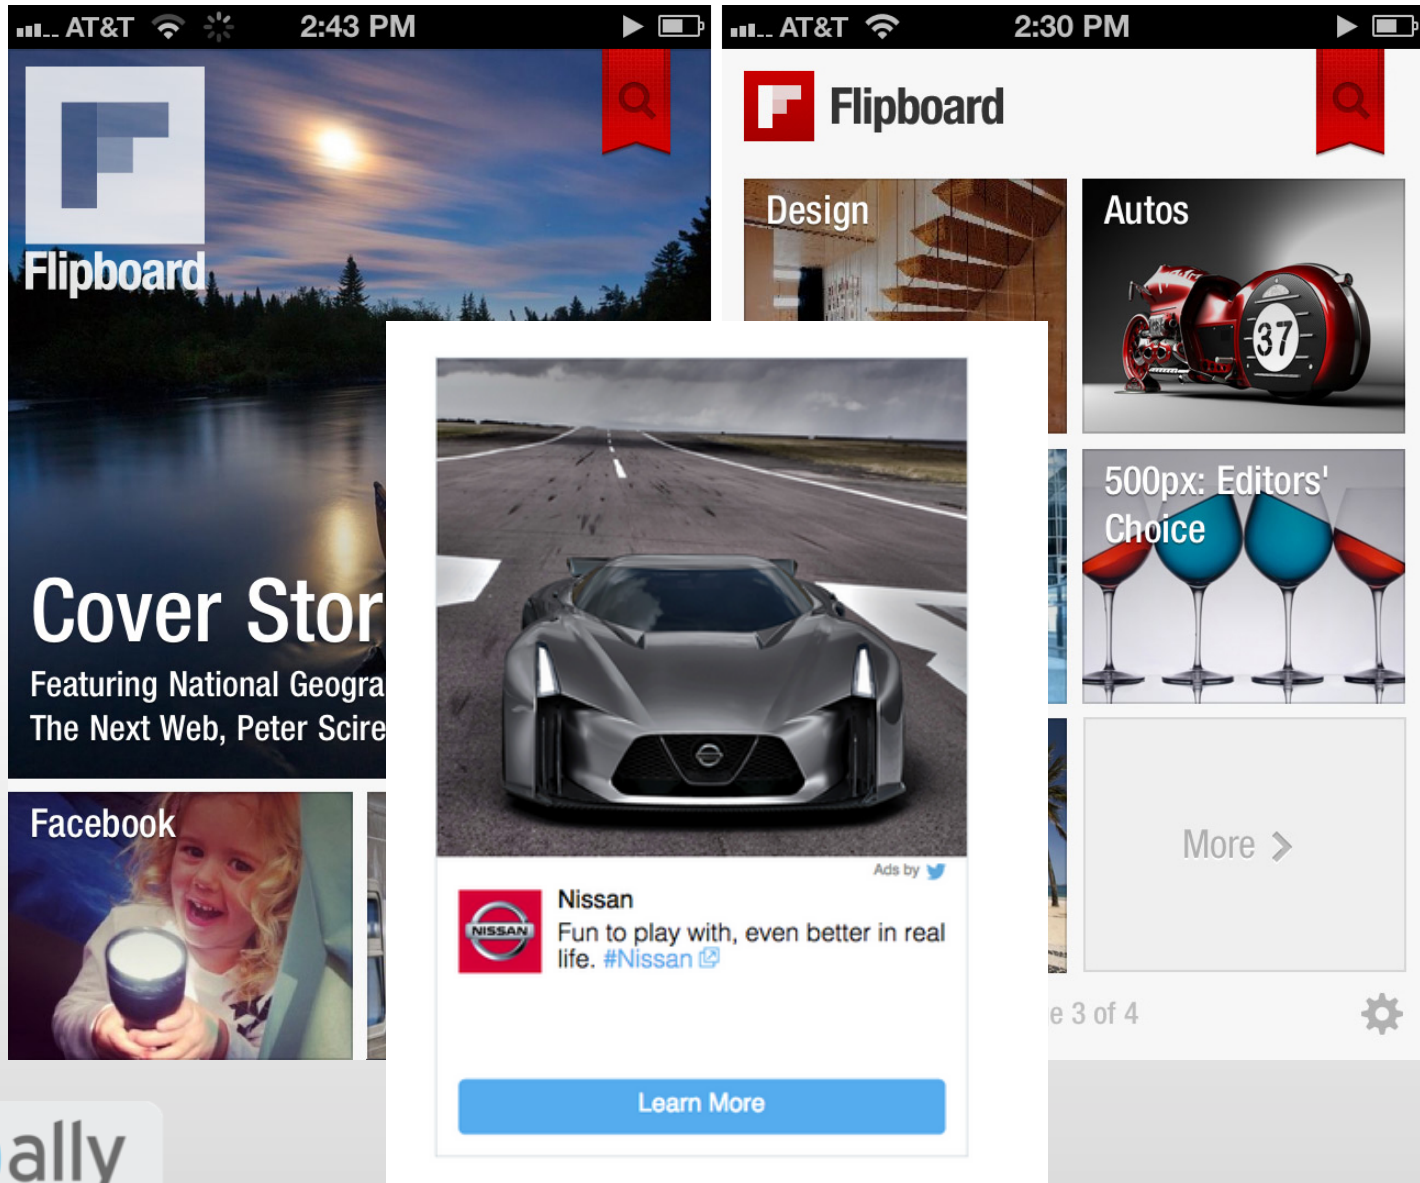 AT&T
2:43 PM
Flipboard
Cover Stor
Featuring National Geogra
The Next Web, Peter Scire
Facebook
ally
AT&T
2:30 PM
Flipboard
Design
Autos
37
500px: Editors'
Choice
More
e 3 of 4
Ads by
NISSAN
Nissan
Fun to play with, even better in real
life. #Nissan
Learn More